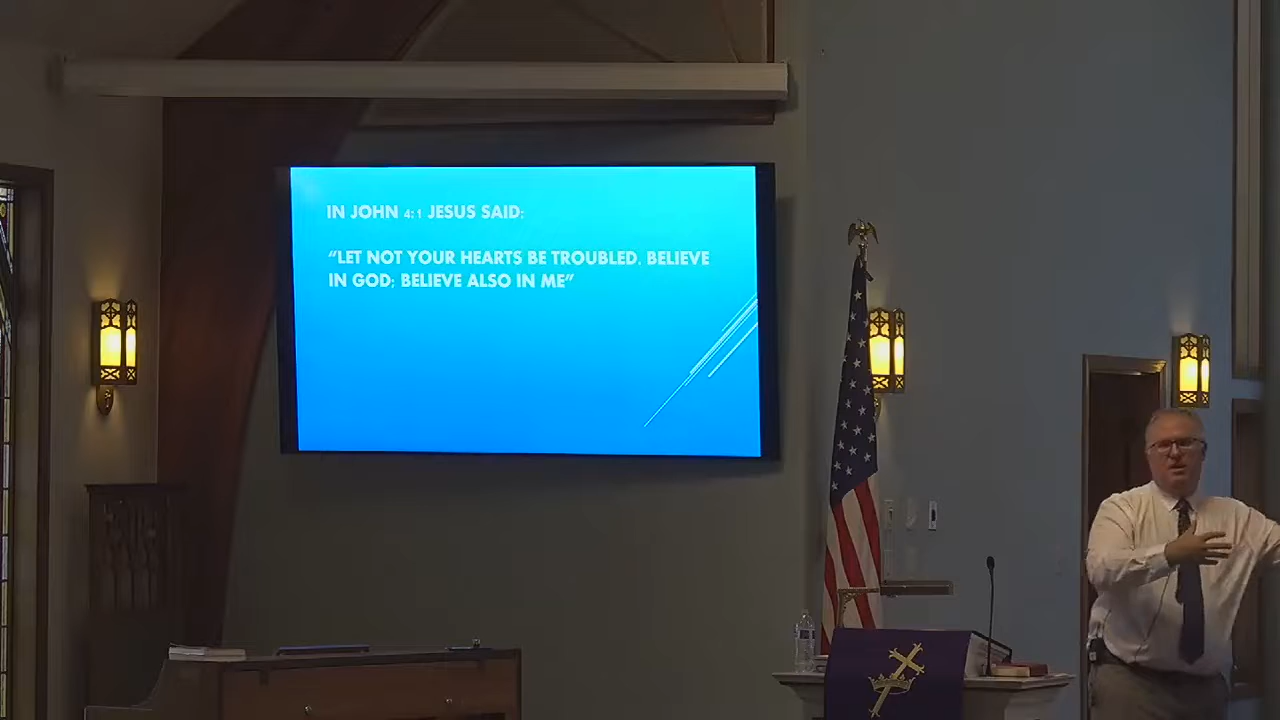 IN JOHN 4:1 JESUS SAID:
“LET NOT YOUR HEARTS BE TROUBLED. BELIEVE
IN GOD; BELIEVE ALSO IN ME”